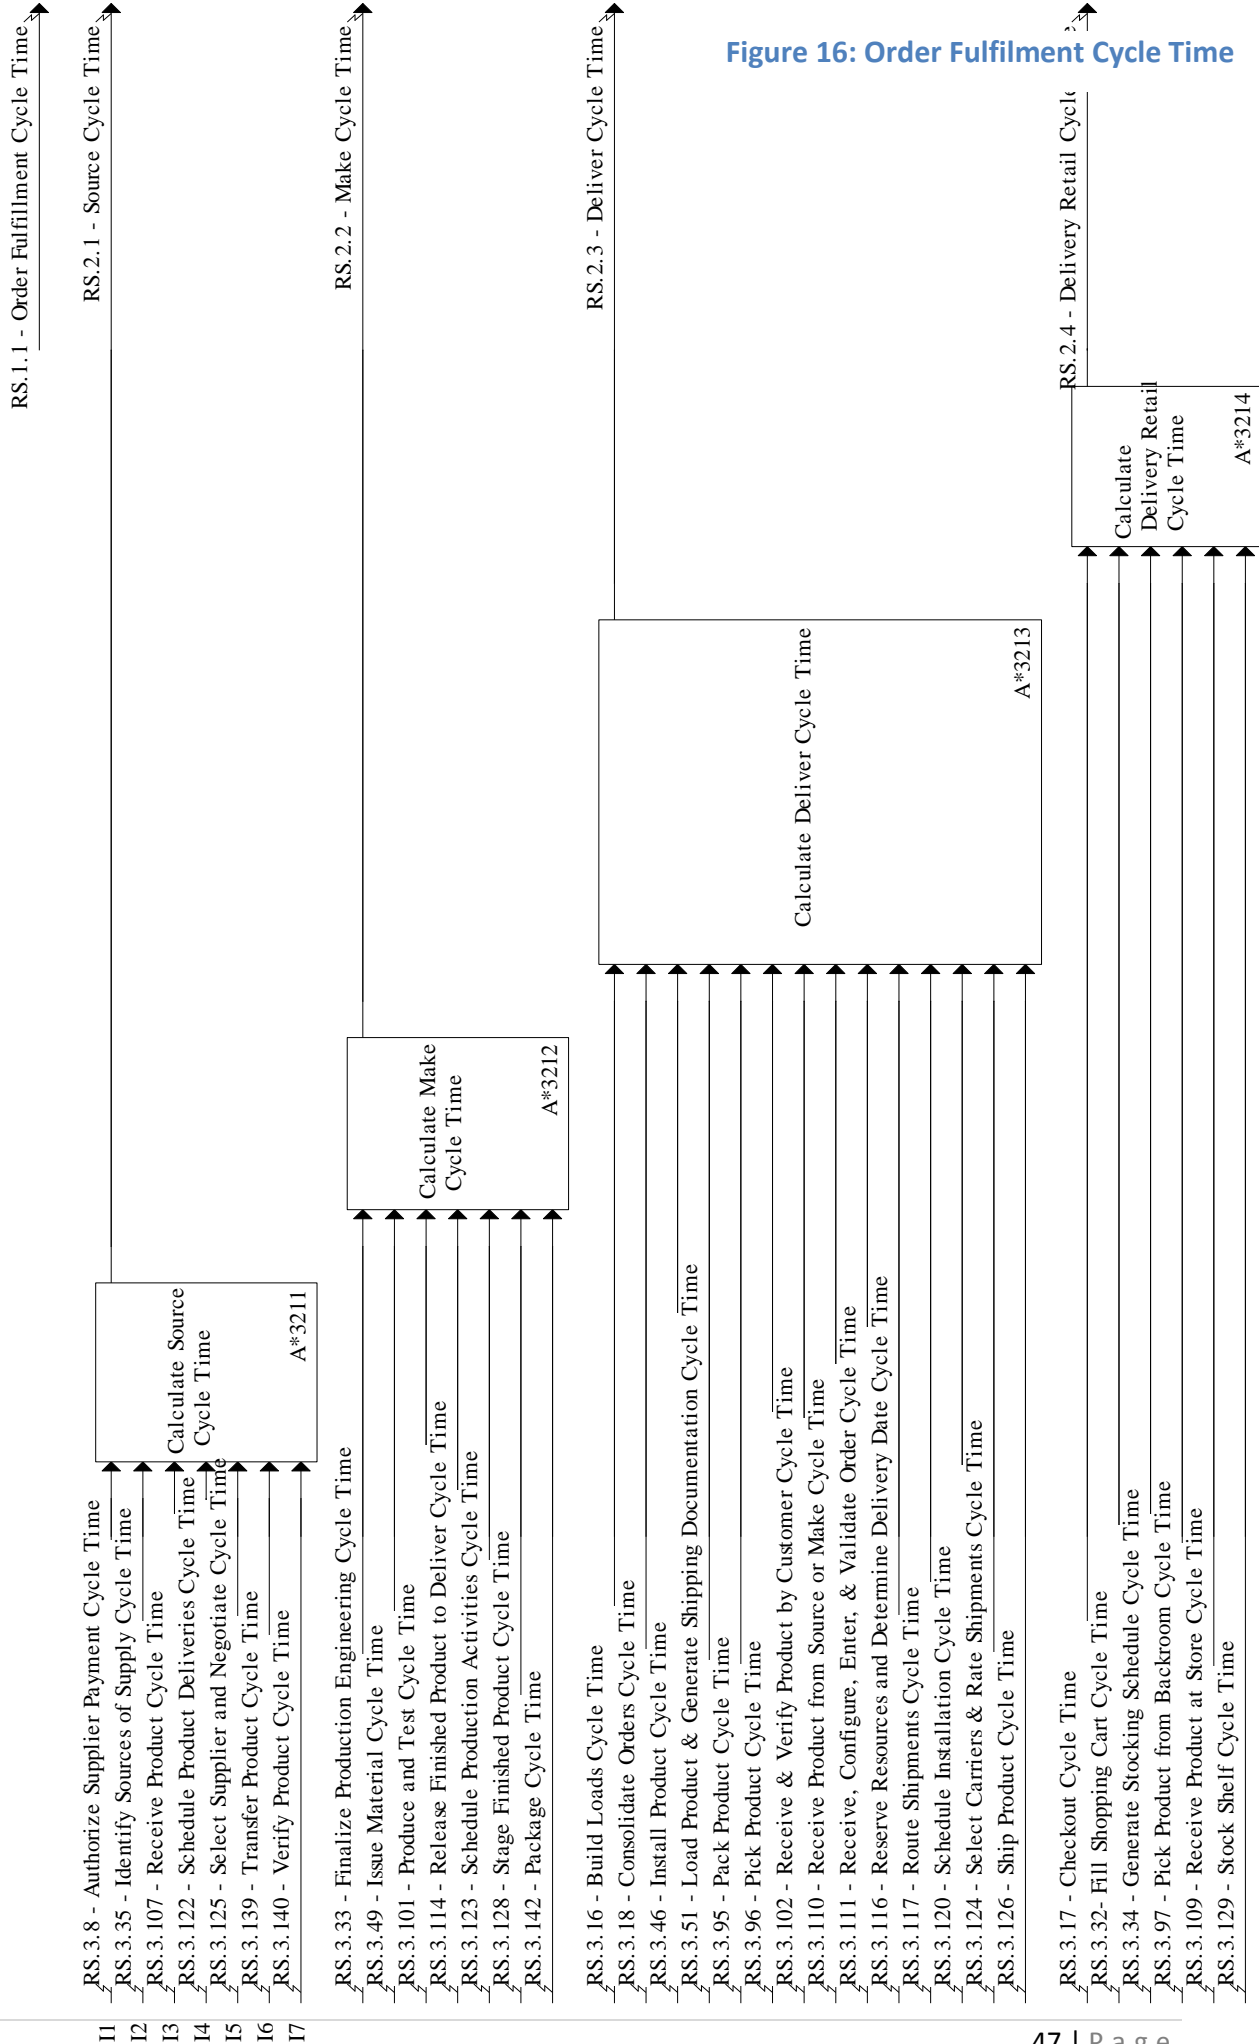 Figure 16: Order Fulfilment Cycle Time
RS.1.1 - Order Fulfillment Cycle Time
RS.2.1 - Source Cycle Time
RS.2.2 - Make Cycle Time
RS.2.3 - Deliver Cycle Time
RS.2.4 - Delivery Retail Cycle
I1
I2
I3
I4
I5
I6
I7
RS.3.8 - Authorize Supplier Payment Cycle Time
RS.3.35 - Identify Sources of Supply Cycle Time
RS.3.107 - Receive Product Cycle Time
RS.3.122 - Schedule Product Deliveries Cycle Time
RS.3.125 - Select Supplier and Negotiate Cycle Time
RS.3.139 - Transfer Product Cycle Time
RS.3.140 - Verify Product Cycle Time
Calculate Source
Cycle Time
A*3211
RS.3.33 - Finalize Production Engineering Cycle Time
RS.3.49 - Issue Material Cycle Time
RS.3.101 - Produce and Test Cycle Time
RS.3.114 - Release Finished Product to Deliver Cycle Time
RS.3.123 - Schedule Production Activities Cycle Time
RS.3.128 - Stage Finished Product Cycle Time
RS.3.142 - Package Cycle Time
Calculate Make
Cycle Time
A*3212
RS.3.16 - Build Loads Cycle Time
RS.3.18 - Consolidate Orders Cycle Time
RS.3.46 - Install Product Cycle Time
RS.3.51 - Load Product & Generate Shipping Documentation Cycle Time
RS.3.95 - Pack Product Cycle Time
RS.3.96 - Pick Product Cycle Time
RS.3.102 - Receive & Verify Product by Customer Cycle Time
RS.3.110 - Receive Product from Source or Make Cycle Time
RS.3.111 - Receive, Configure, Enter, & Validate Order Cycle Time
RS.3.116 - Reserve Resources and Determine Delivery Date Cycle Time
RS.3.117 - Route Shipments Cycle Time
RS.3.120 - Schedule Installation Cycle Time
RS.3.124 - Select Carriers & Rate Shipments Cycle Time
RS.3.126 - Ship Product Cycle Time
Calculate Deliver Cycle Time
A*3213
RS.3.17 - Checkout Cycle Time
RS.3.32- Fill Shopping Cart Cycle Time
RS.3.34 - Generate Stocking Schedule Cycle Time
RS.3.97 - Pick Product from Backroom Cycle Time
RS.3.109 - Receive Product at Store Cycle Time
RS.3.129 - Stock Shelf Cycle Time
Calculate
Delivery Retail
Cycle Time
A*3214
47 | Page